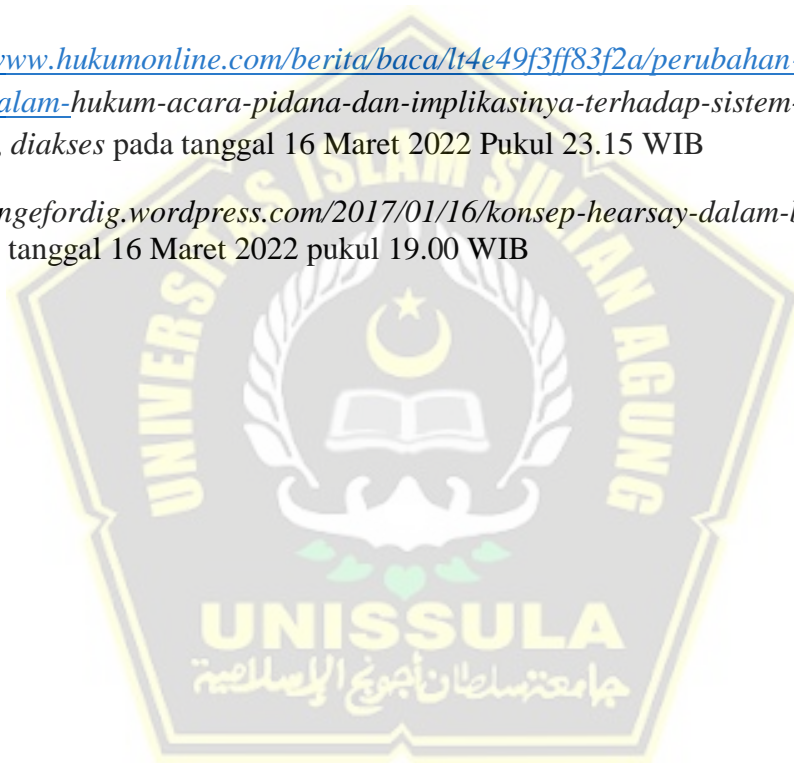 www.hukumonline.com/berita/baca/lt4e49f3ff83f2a/perubahan-
alam-hukum-acara-pidana-dan-implikasinya-terhadap-sistem-
, diakses pada tanggal 16 Maret 2022 Pukul 23.15 WIB
ngefordig.wordpress.com/2017/01/16/konsep-hearsay-dalam-
tanggal 16 Maret 2022 pukul 19.00 WIB
UNIVERSITAS ISLAM SULTAN AGUNG
UNISSULA
جامعتنسلطان أجونج الإسلامية